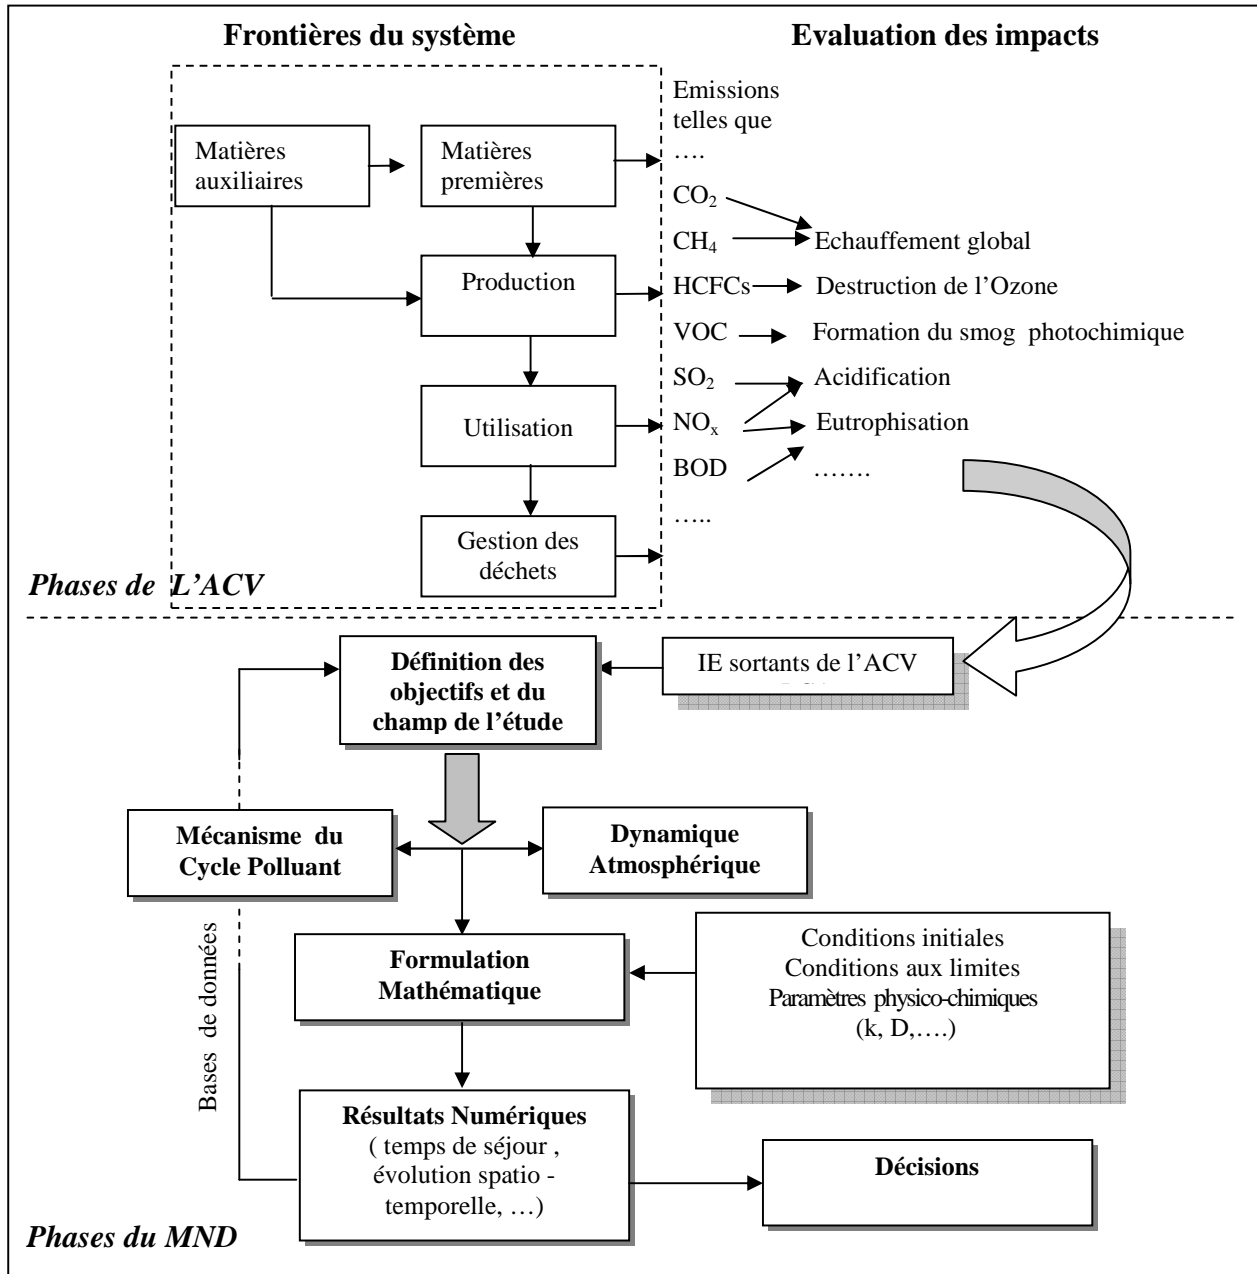 Frontières du système
Evaluation des impacts
Emissions
telles que
….
Matières
auxiliaires
Matières
premières
CO2
CH4
Echauffement global
Production
HCFCs
Destruction de l’Ozone
VOC
Formation du smog photochimique
SO2
Acidification
Utilisation
NOx
Eutrophisation
BOD
…….
…..
Gestion des
déchets
Phases de L’ACV
Définition des
objectifs et du
champ de l’étude
IE sortants de l’ACV
Mécanisme du
Cycle Polluant
Dynamique
Atmosphérique
Bases de données
Formulation
Mathématique
Conditions initiales
Conditions aux limites
Paramètres physico-chimiques
(k, D,….)
Résultats Numériques
( temps de séjour ,
évolution spatio -
temporelle, …)
Décisions
Phases du MND